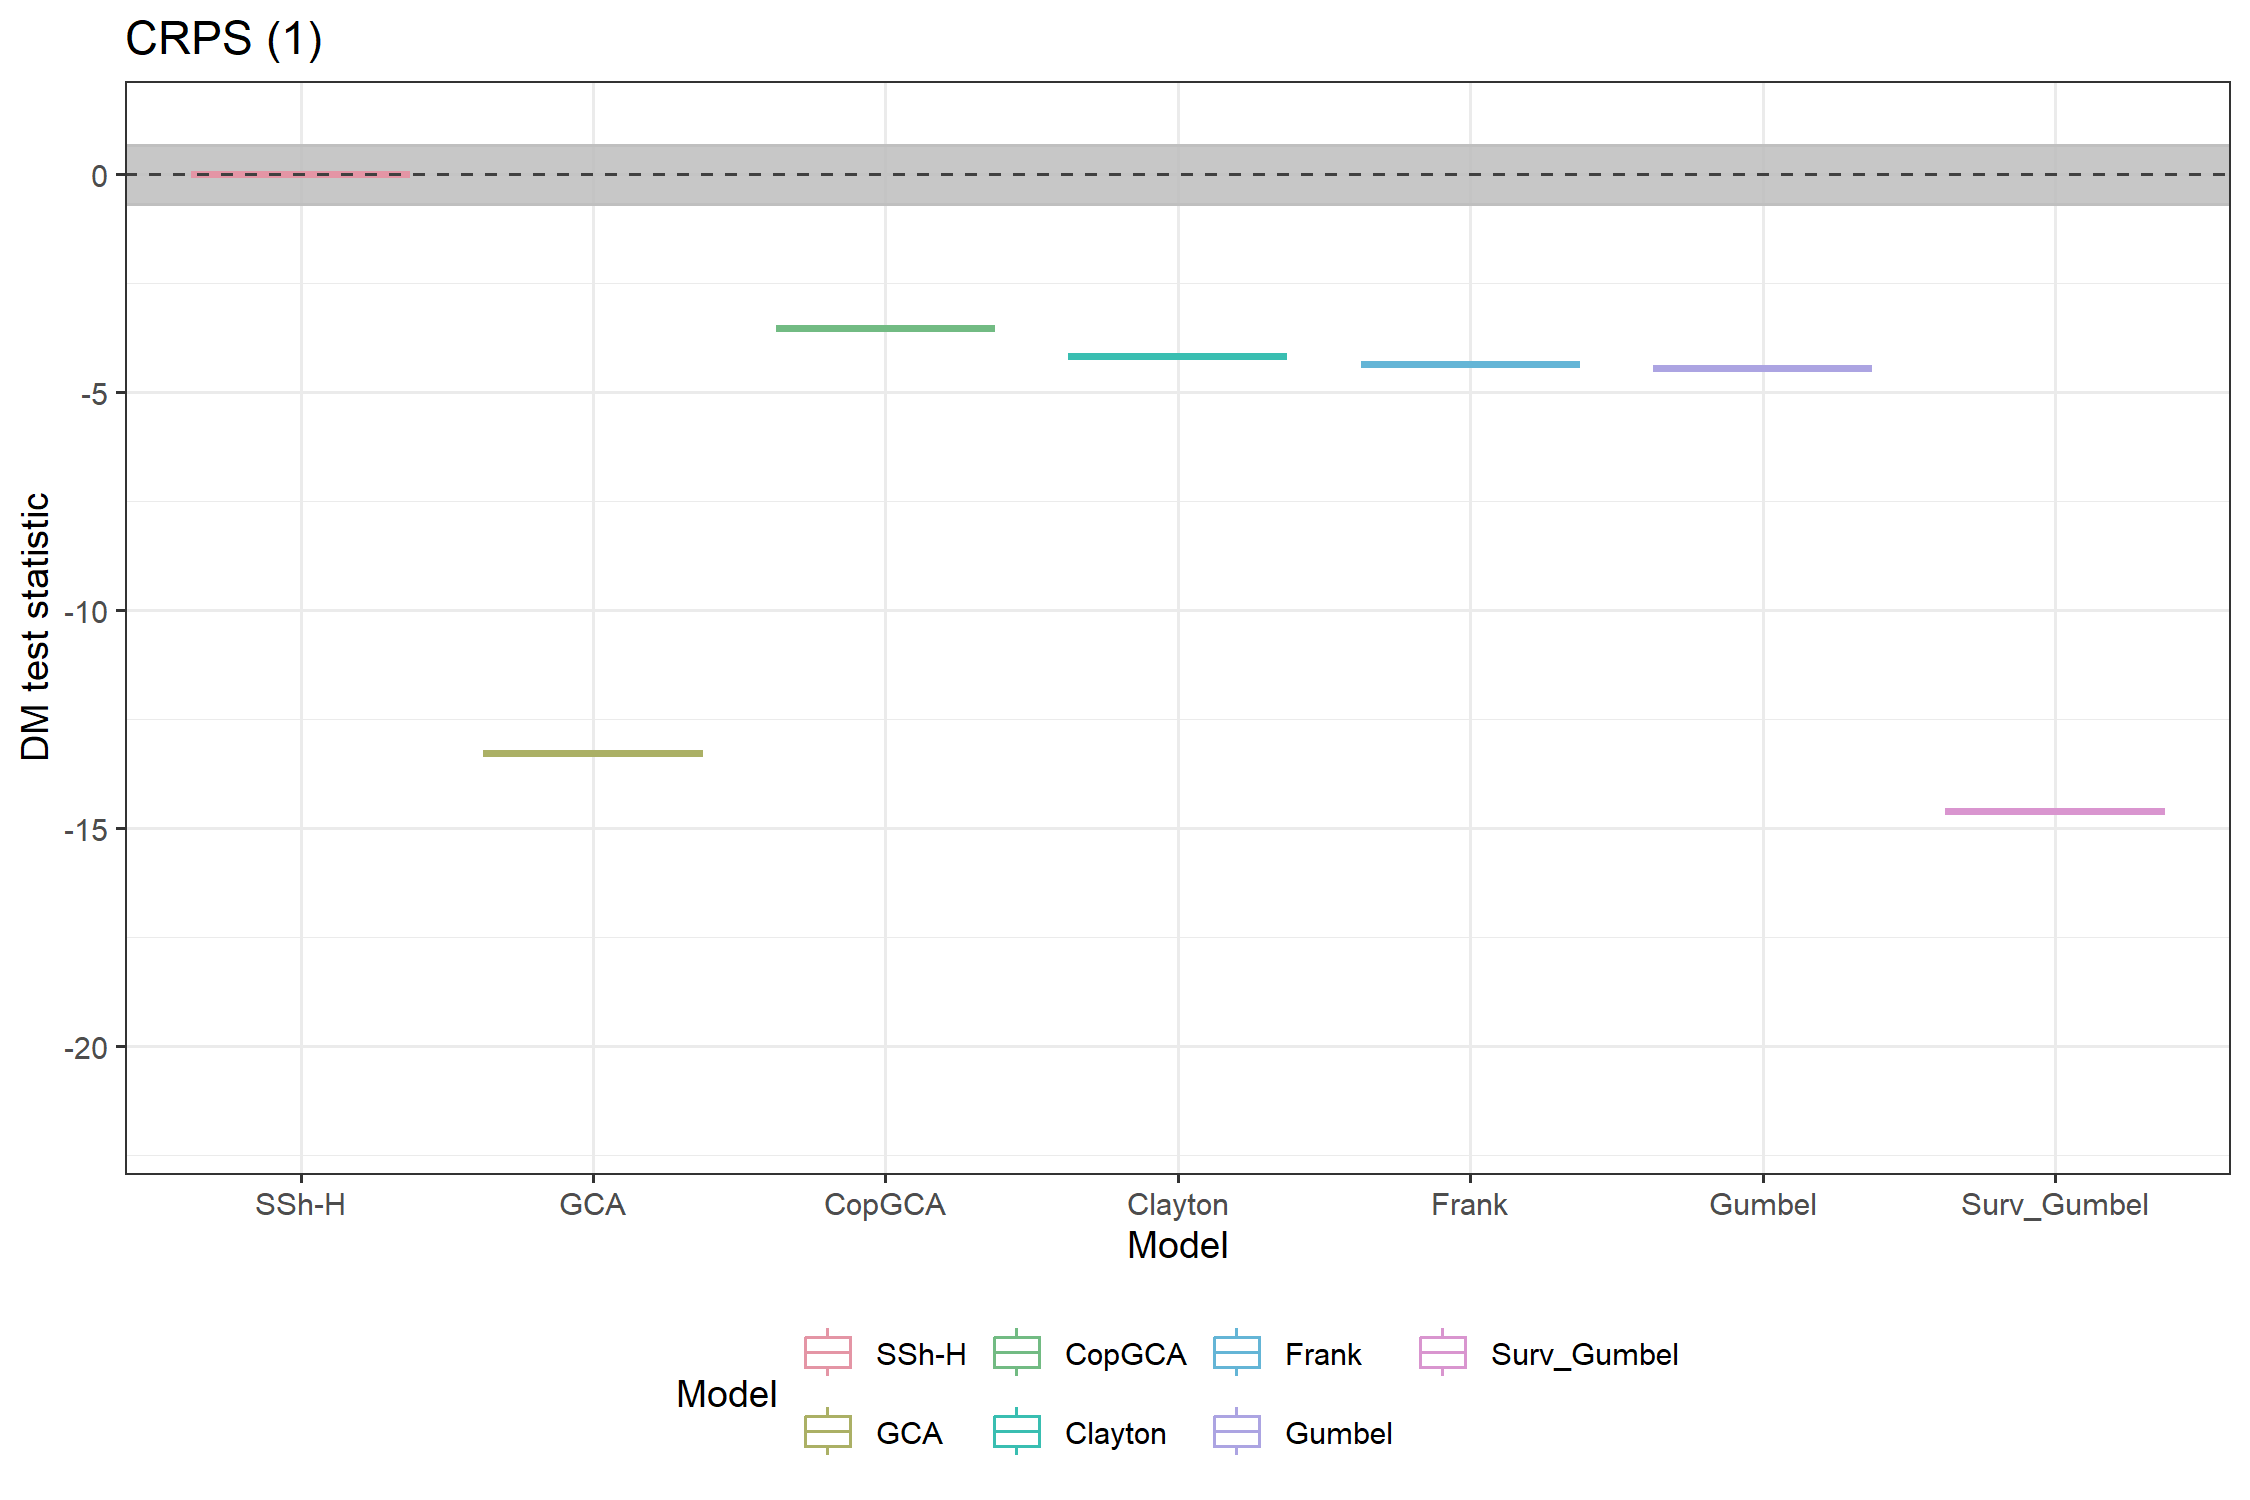 CRPS (1)
0
-5
-10
-15
-20
DM test statistic
SSh-H GCA CopGCA Clayton Frank Gumbel Surv_Gumbel
Model
Model
SSh-H CopGCA Frank Surv_Gumbel
GCA Clayton Gumbel